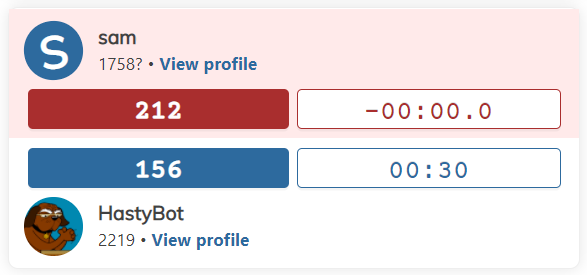 S
sam
1758? • View profile
212
-00:00.0
156
00:30
HastyBot
2219 • View profile